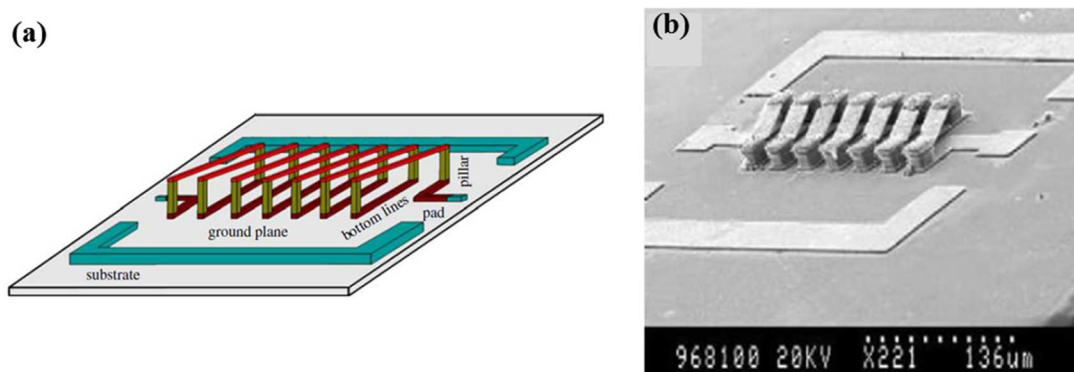 (a)
pillar
bottom lines
pad
ground plane
substrate
(b)
968100 20KV X221 136um